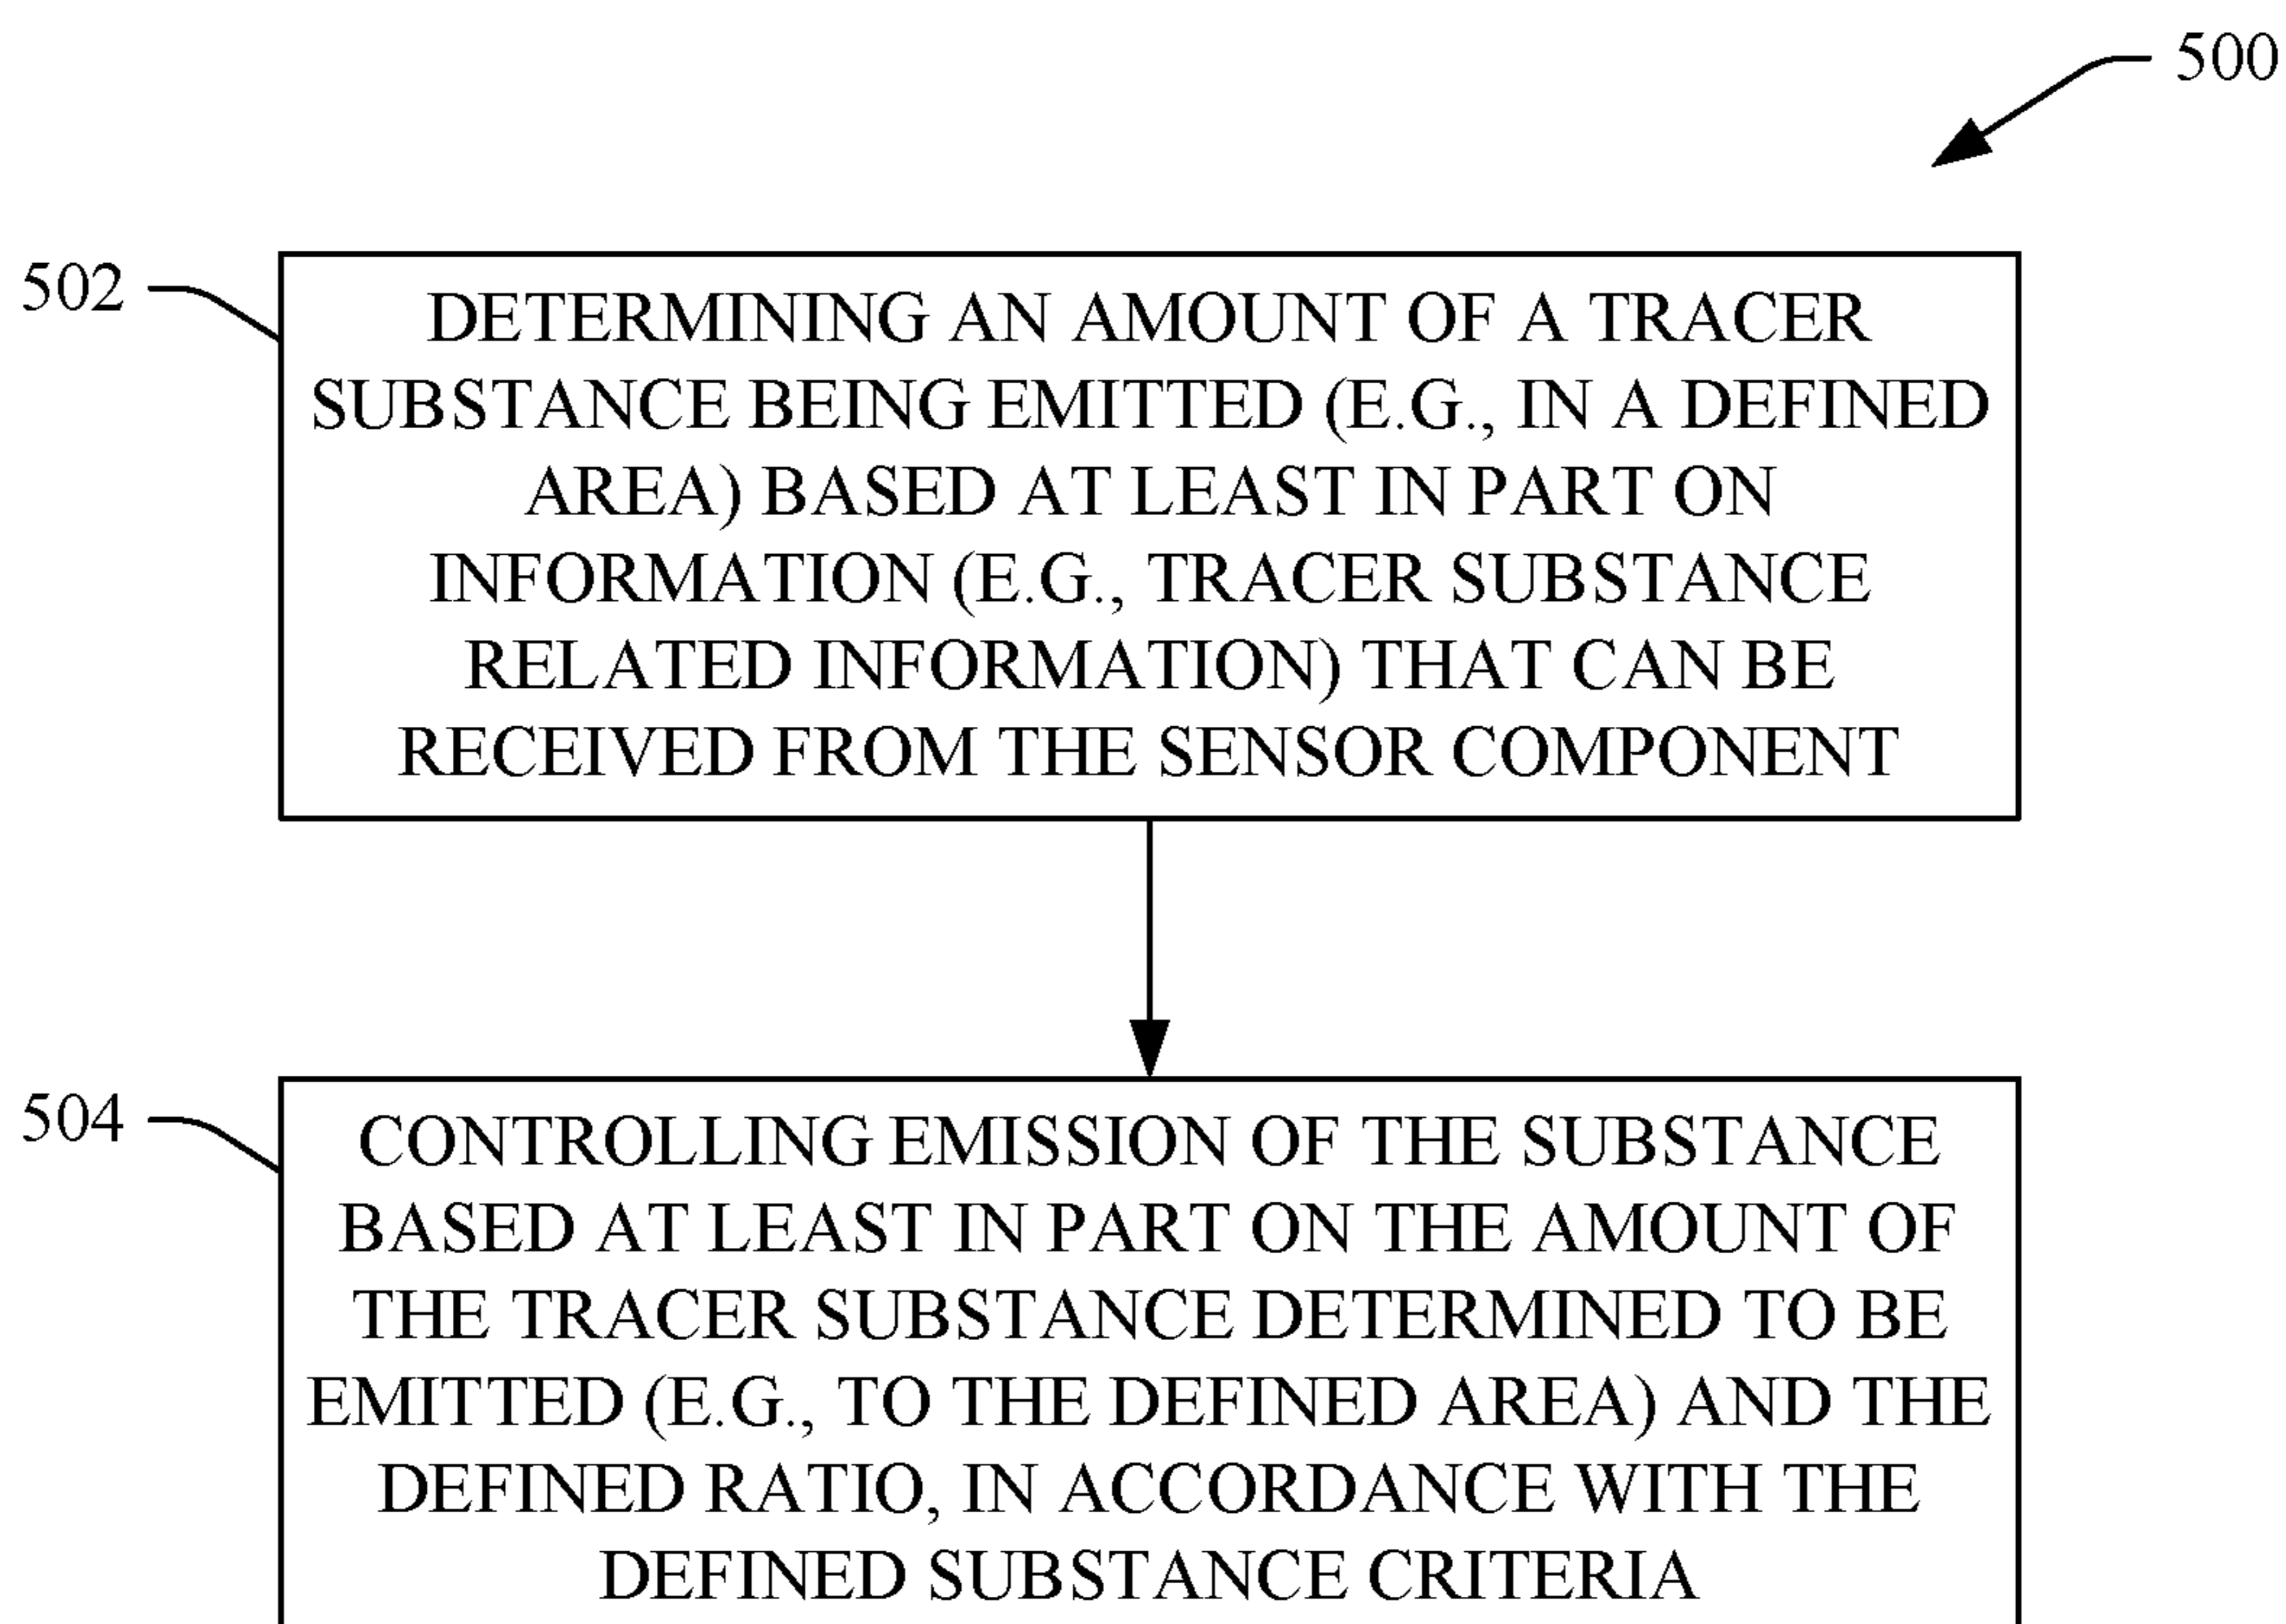 500
502
DETERMINING AN AMOUNT OF A TRACER
SUBSTANCE BEING EMITTED (E.G., IN A DEFINED
AREA) BASED AT LEAST IN PART ON
INFORMATION (E.G., TRACER SUBSTANCE
RELATED INFORMATION) THAT CAN BE
RECEIVED FROM THE SENSOR COMPONENT
504
CONTROLLING EMISSION OF THE SUBSTANCE
BASED AT LEAST IN PART ON THE AMOUNT OF
THE TRACER SUBSTANCE DETERMINED TO BE
EMITTED (E.G., TO THE DEFINED AREA) AND THE
DEFINED RATIO, IN ACCORDANCE WITH THE
DEFINED SUBSTANCE CRITERIA